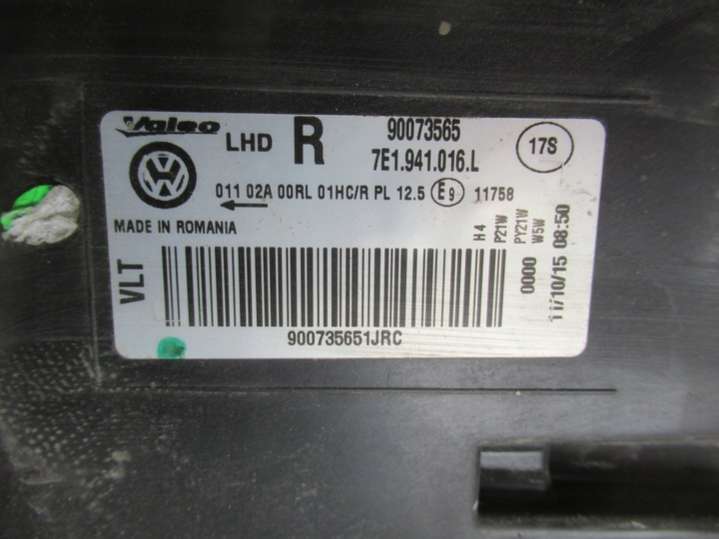 Valeo LHD R 90073565
7E1.941.016.L 17S
011 02A 00RL 01HC/R PL 12.5 E9 11758
MADE IN ROMANIA
VLT
H4
P21W
PY21W
W5W
0000
11/10/15 08:50
900735651JRC